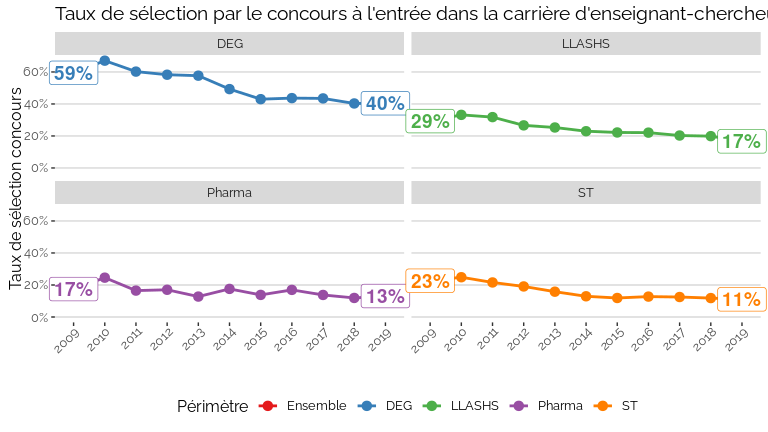 Taux de sélection par le concours à l'entrée dans la carrière d'enseignant-cherche
Taux de sélection concours
DEG
LLASHS
60%
40%
20%
0%
59%
40%
29%
17%
Pharma
ST
60%
40%
20%
0%
17%
13%
23%
11%
2009 2010 2011 2012 2013 2014 2015 2016 2017 2018 2019
2009 2010 2011 2012 2013 2014 2015 2016 2017 2018 2019
Périmètre Ensemble DEG LLASHS Pharma ST